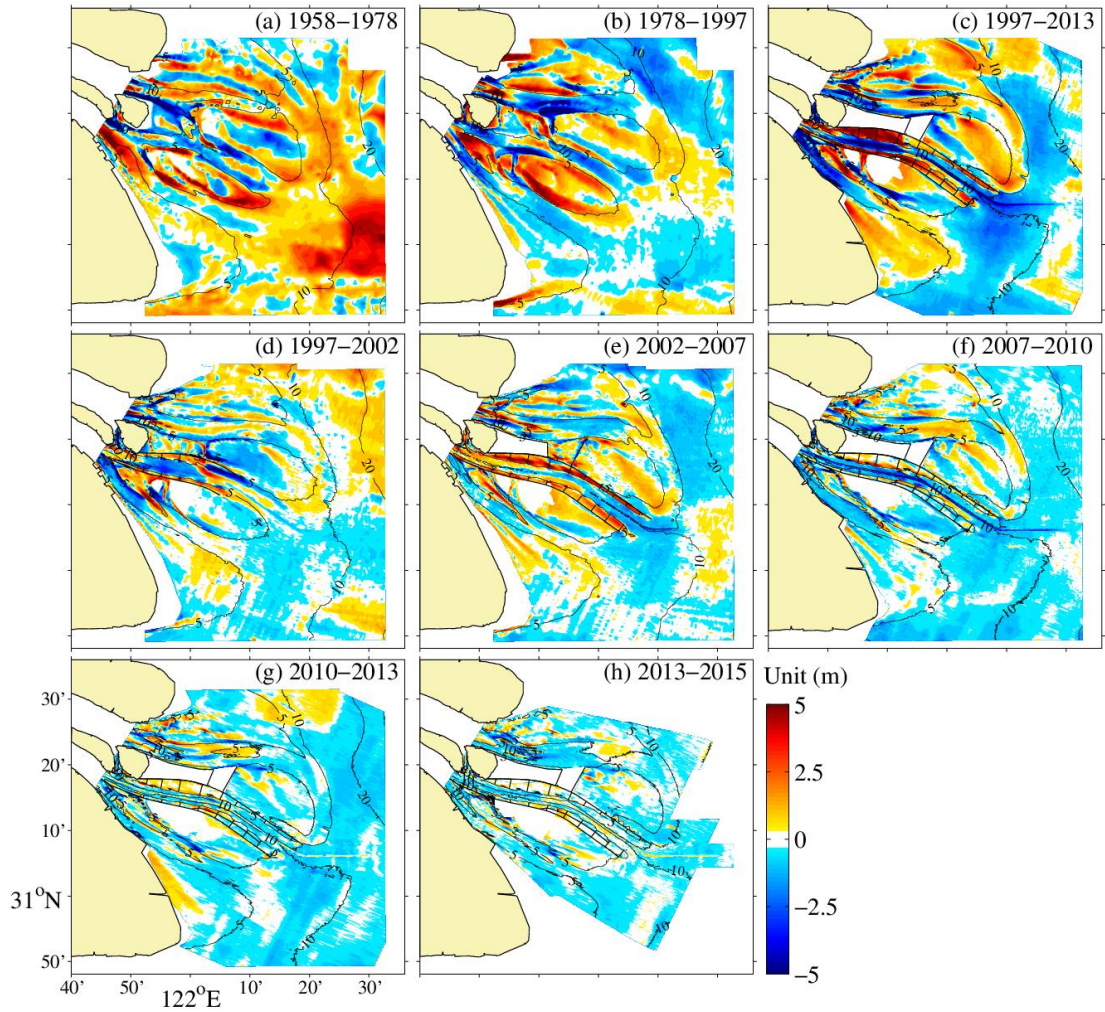 (a) 1958−1978
(b) 1978−1997
(c) 1997−2013
(d) 1997−2002
(e) 2002−2007
(f) 2007−2010
(g) 2010−2013
(h) 2013−2015
Unit (m)
5
2.5
0
−2.5
−5
30’
20’
10’
31°N
50’
40’ 50’ 10’ 20’ 30’
122°E